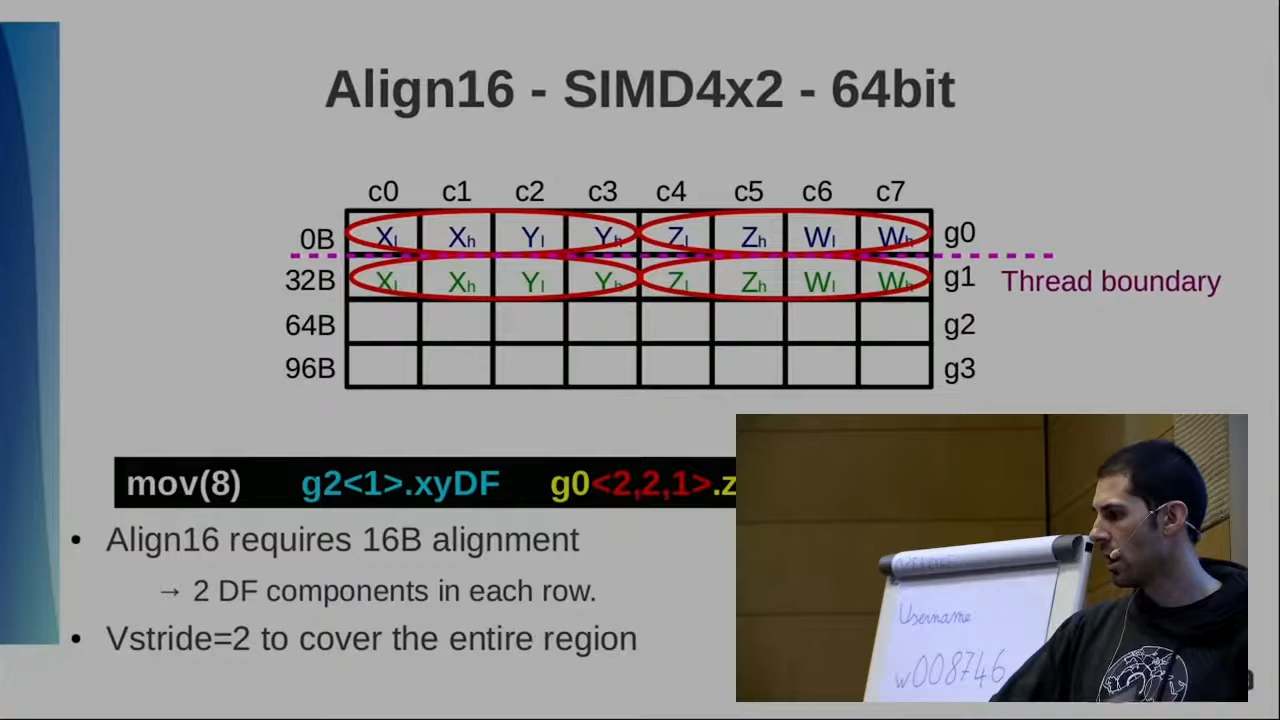 Align16 - SIMD4x2 - 64bit
c0 c1 c2 c3 c4 c5 c6 c7
0B Xl Xh Yl Yh Zl Zh Wl Wh g0
32B Xl Xh Yl Yh Zl Zh Wl Wh g1 Thread boundary
64B g2
96B g3
mov(8) g2<1>.xyDF g0<2,2,1>.z
• Align16 requires 16B alignment
→ 2 DF components in each row.
• Vstride=2 to cover the entire region
Username
w008746